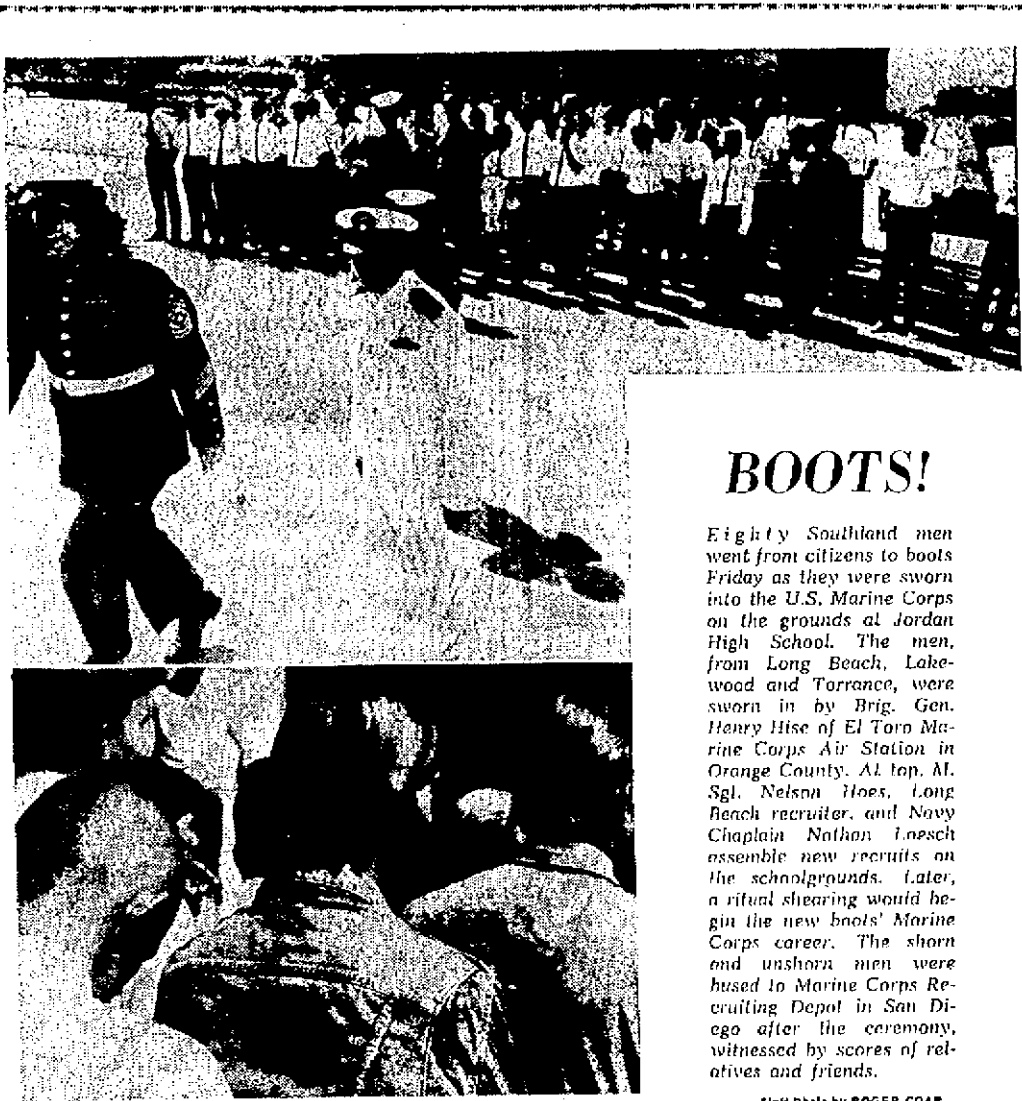 BOOTS!
Eighty Southland men
went from citizens to boots
Friday as they were sworn
into the U.S. Marine Corps
on the grounds at Jordan
High School. The men,
from Long Beach, Lake-
wood and Torrance, were
sworn in by Brig. Gen.
Henry Hise of El Toro Ma-
rine Corps Air Station in
Orange County. At top, M.
Sgt. Nelson Hoes, Long
Beach recruiter, and Navy
Chaplain Nathan Loesch
assemble new recruits on
the schoolgrounds. Later,
a ritual shearing would be-
gin the new boots' Marine
Corps career. The shorn
and unshorn men were
bused to Marine Corps Re-
cruiting Depot in San Di-
ego after the ceremony,
witnessed by scores of rel-
atives and friends.
Staff Photo by ROGER COAR